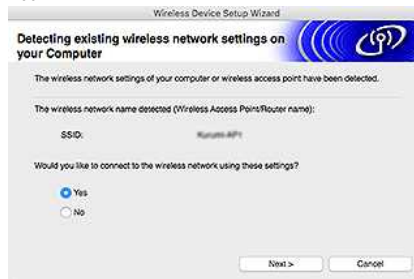 Wireless Device Setup Wizard
Detecting existing wireless network settings on
your Computer
The wireless network settings of your computer or wireless access point have been detected.
The wireless network name detected (Wireless Access Point/Router name):
SSID:
Would you like to connect to the wireless network using these settings?
Yes
No
Next >
Cancel